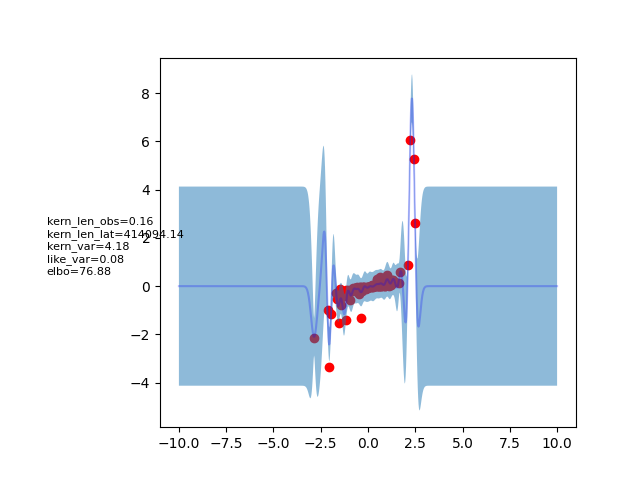 8
6
4
2
0
−2
−4
kern_len_obs=0.16
kern_len_lat=414094.14
kern_var=4.18
like_var=0.08
elbo=76.88
−10.0 −7.5 −5.0 −2.5 0.0 2.5 5.0 7.5 10.0